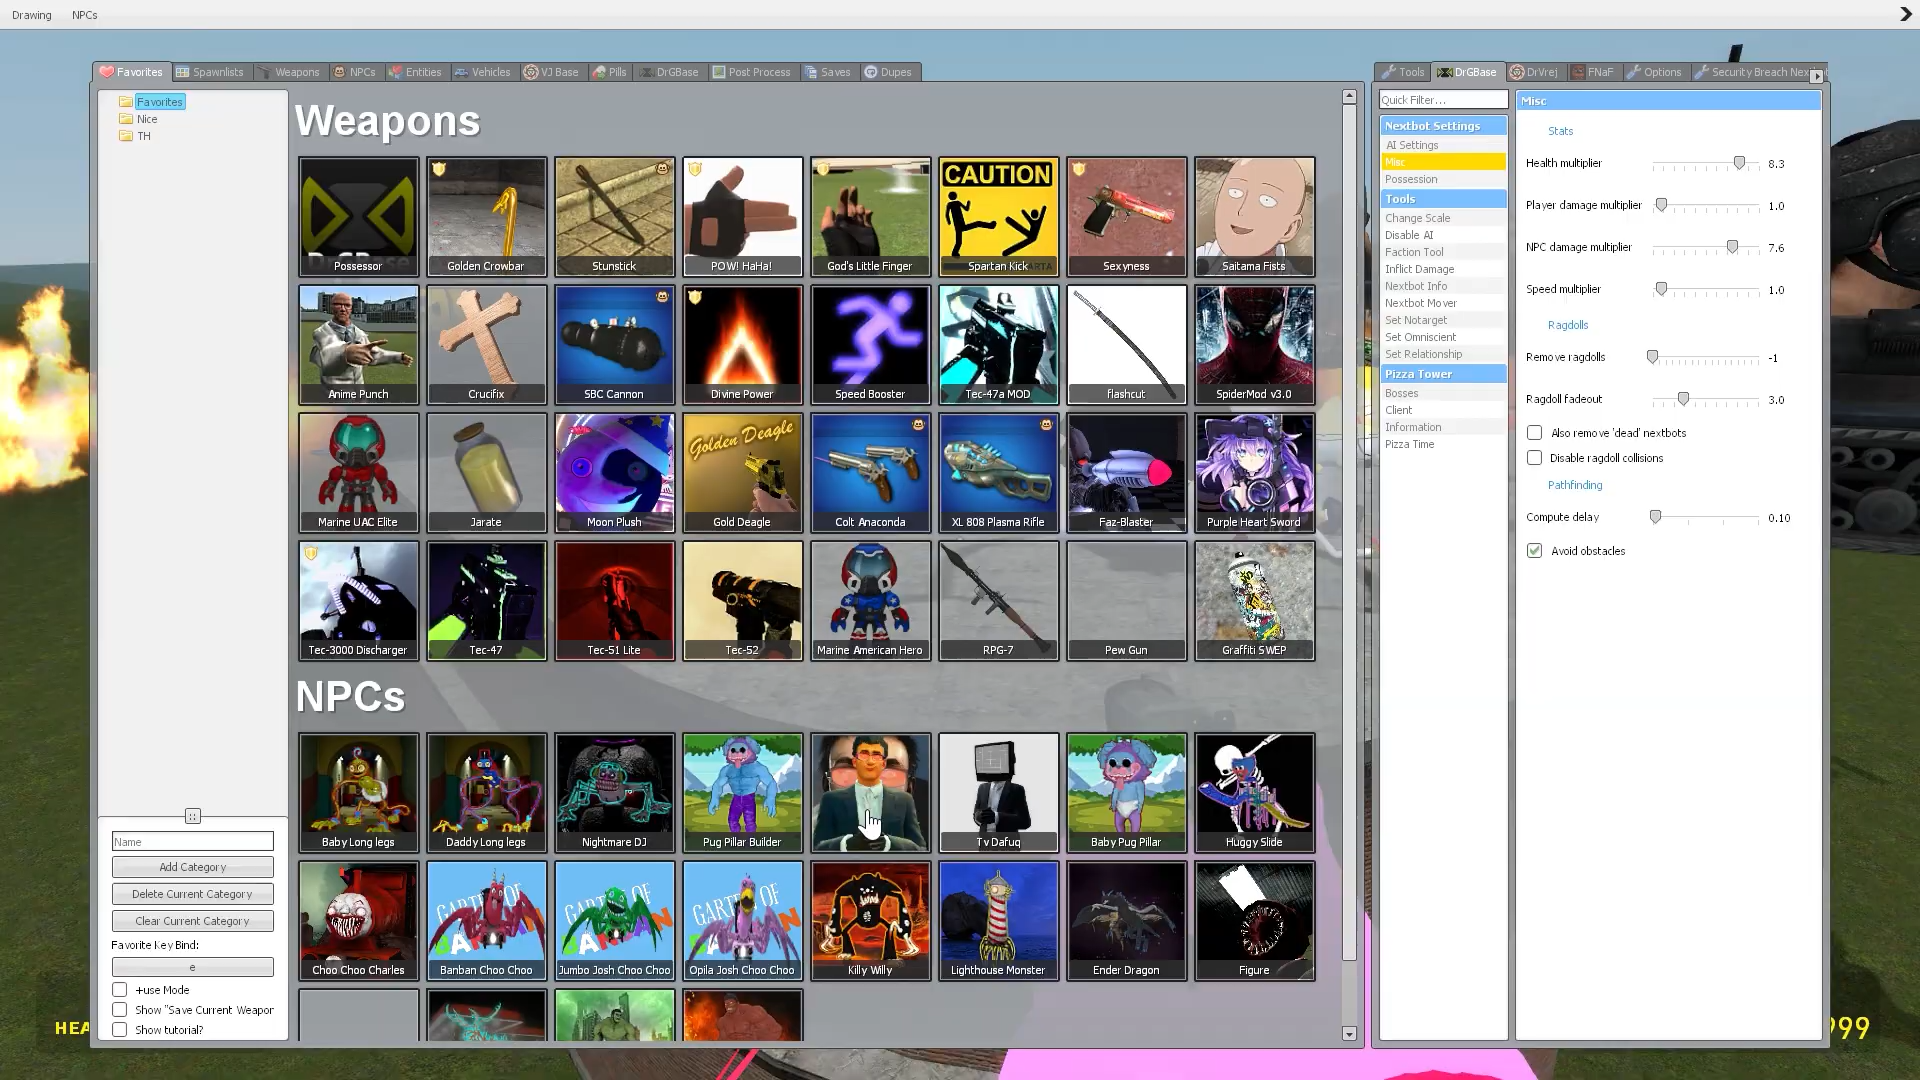 Drawing NPCs
Favorites Spawnlists Weapons NPCs Entities Vehicles VJ Base Pills DrGBase Post Process Saves Dupes
Tools DrGBase DrVrej FNaF Options Security Breach Nextbot
Favorites
Nice
TH
Name
Add Category
Delete Current Category
Clear Current Category
Favorite Key Bind:
e
+use Mode
Show "Save Current Weapon
Show tutorial?
Weapons
Possessor Golden Crowbar Stunstick POW! HaHa! God's Little Finger Spartan Kick Sexyness Saitama Fists
CAUTION
Anime Punch Crucifix SBC Cannon Divine Power Speed Booster Tec-47a MOD flashcut SpiderMod v3.0
Golden Deagle
Marine UAC Elite Jarate Moon Plush Gold Deagle Colt Anaconda XL 808 Plasma Rifle Faz-Blaster Purple Heart Sword
Tec-3000 Discharger Tec-47 Tec-51 Lite Tec-52 Marine American Hero RPG-7 Pew Gun Graffiti SWEP
NPCs
Baby Long legs Daddy Long legs Nightmare DJ Pug Pillar Builder Tv Dafuq Baby Pug Pillar Huggy Slide
Choo Choo Charles Banban Choo Choo Jumbo Josh Choo Choo Opila Josh Choo Choo Killy Willy Lighthouse Monster Ender Dragon Figure
Quick Filter...
Nextbot Settings
AI Settings
Misc
Possession
Tools
Change Scale
Disable AI
Faction Tool
Inflict Damage
Nextbot Info
Nextbot Mover
Set Notarget
Set Omniscient
Set Relationship
Pizza Tower
Bosses
Client
Information
Pizza Time
Misc
Stats
Health multiplier 8.3
Player damage multiplier 1.0
NPC damage multiplier 7.6
Speed multiplier 1.0
Ragdolls
Remove ragdolls -1
Ragdoll fadeout 3.0
Also remove 'dead' nextbots
Disable ragdoll collisions
Pathfinding
Compute delay 0.10
Avoid obstacles
HEA
999